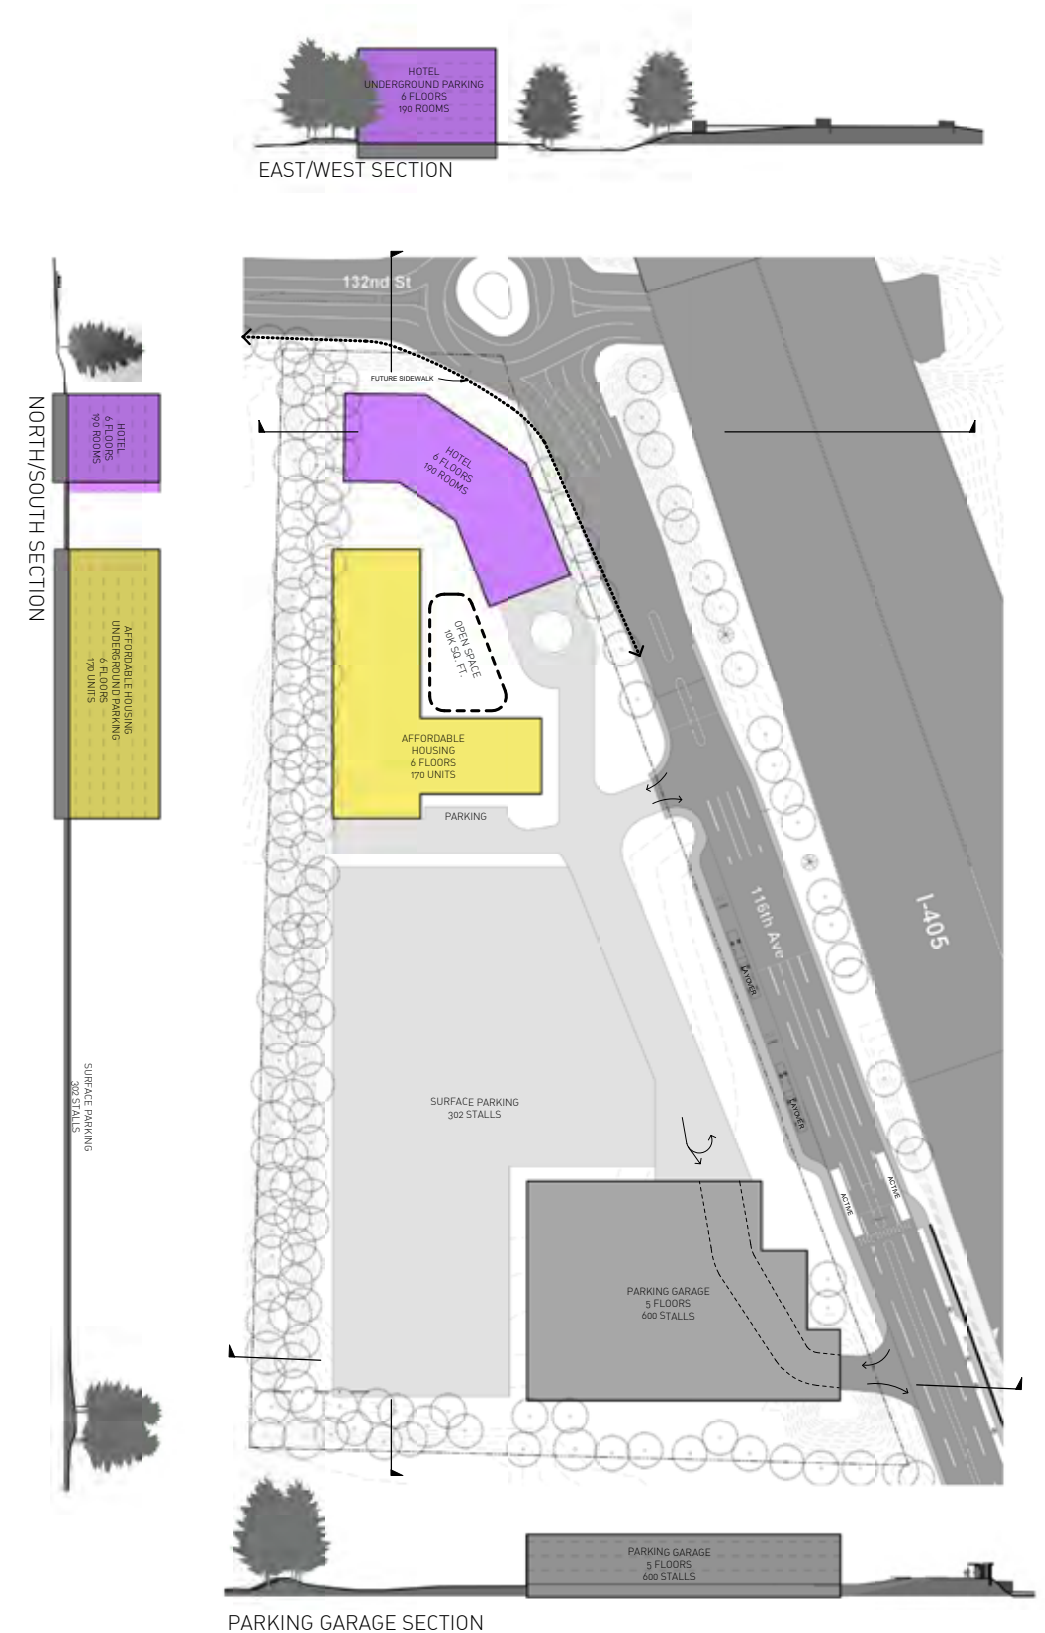 HOTEL
UNDERGROUND PARKING
6 FLOORS
190 ROOMS
EAST/WEST SECTION
132nd St
FUTURE SIDEWALK
HOTEL
6 FLOORS
190 ROOMS
NORTH/SOUTH SECTION
HOTEL
6 FLOORS
190 ROOMS
OPEN SPACE
10K SQ. FT.
AFFORDABLE HOUSING
UNDERGROUND PARKING
6 FLOORS
170 UNITS
AFFORDABLE
HOUSING
6 FLOORS
170 UNITS
PARKING
116th Ave
I-405
LAYOVER
LAYOVER
SURFACE PARKING
302 STALLS
SURFACE PARKING
302 STALLS
ACTIVE
ACTIVE
PARKING GARAGE
5 FLOORS
600 STALLS
PARKING GARAGE
5 FLOORS
600 STALLS
PARKING GARAGE SECTION